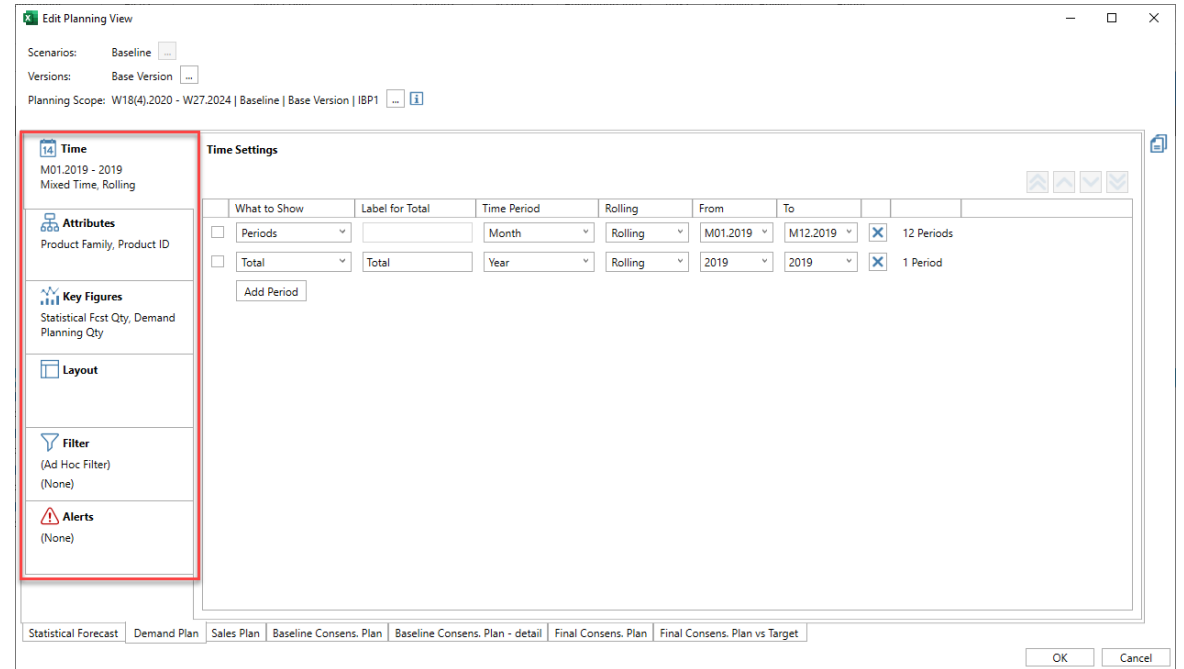 Edit Planning View
Scenarios: Baseline ...
Versions: Base Version ...
Planning Scope: W18(4).2020 - W27.2024 | Baseline | Base Version | IBP1 ... i
14 Time
M01.2019 - 2019
Mixed Time, Rolling
Attributes
Product Family, Product ID
Key Figures
Statistical Fcst Qty, Demand
Planning Qty
Layout
Filter
(Ad Hoc Filter)
(None)
Alerts
(None)
Time Settings
What to Show Label for Total Time Period Rolling From To
Periods Month Rolling M01.2019 M12.2019 12 Periods
Total Total Year Rolling 2019 2019 1 Period
Add Period
Statistical Forecast Demand Plan Sales Plan Baseline Consens. Plan Baseline Consens. Plan - detail Final Consens. Plan Final Consens. Plan vs Target
OK Cancel